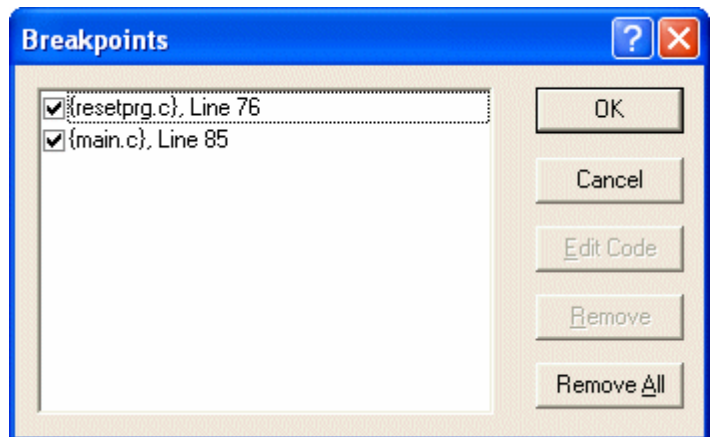 Breakpoints
{resetprg.c}, Line 76
{main.c}, Line 85
OK
Cancel
Edit Code
Remove
Remove All